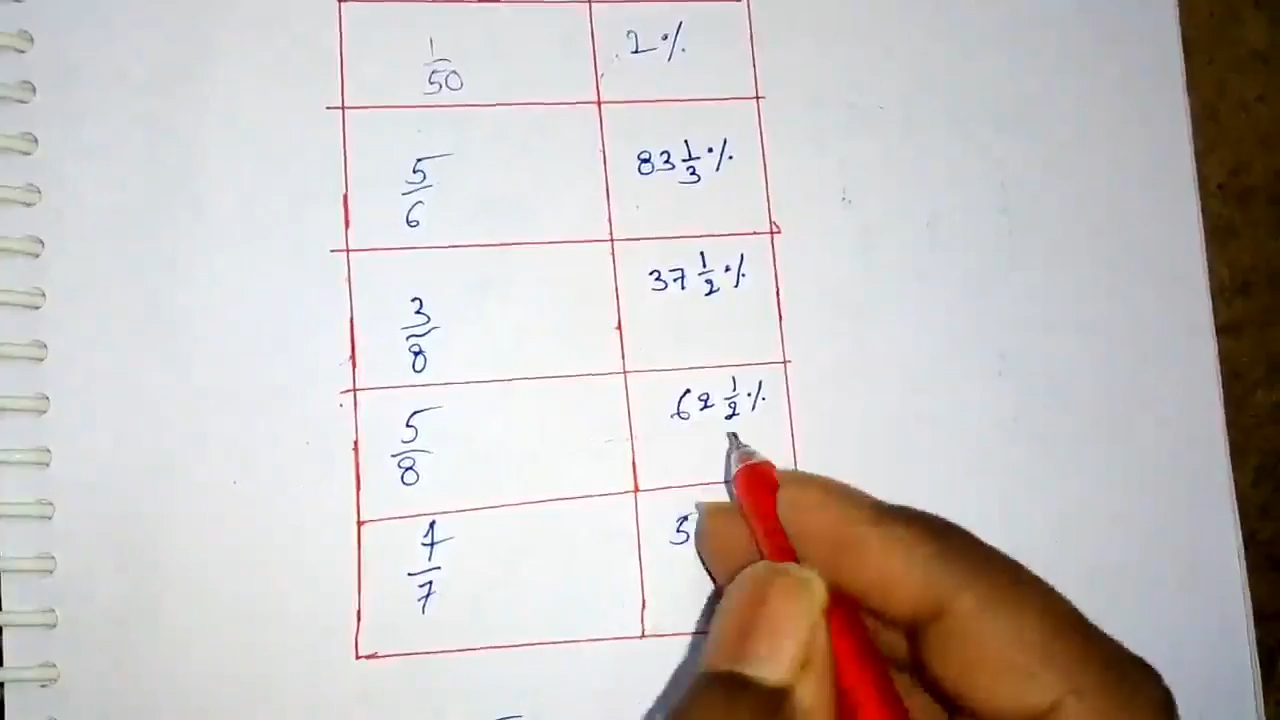 1/50 2%
5/6 83 1/3 %
3/8 37 1/2 %
5/8 62 1/2 %
4/7 5